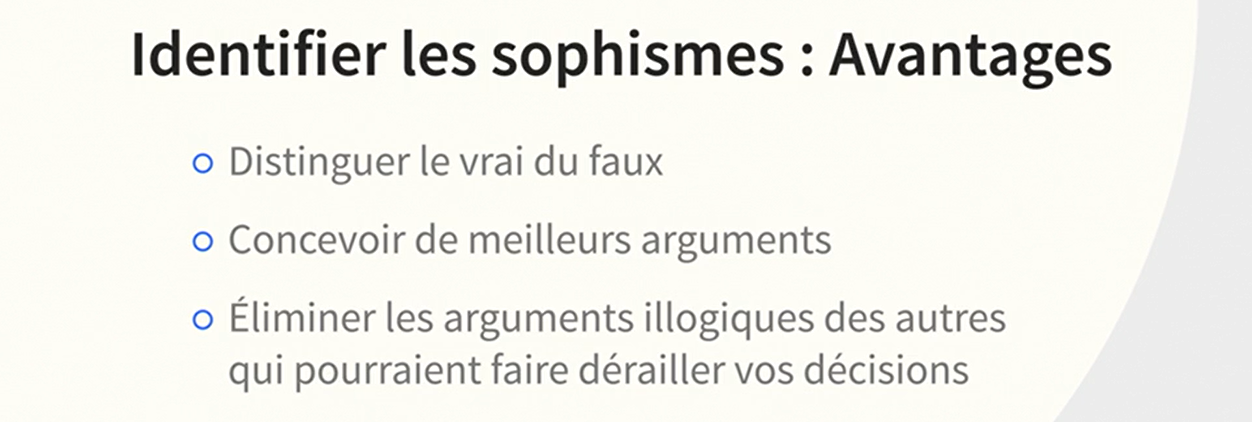 Identifier les sophismes : Avantages
Distinguer le vrai du faux
Concevoir de meilleurs arguments
Éliminer les arguments illogiques des autres
qui pourraient faire dérailler vos décisions